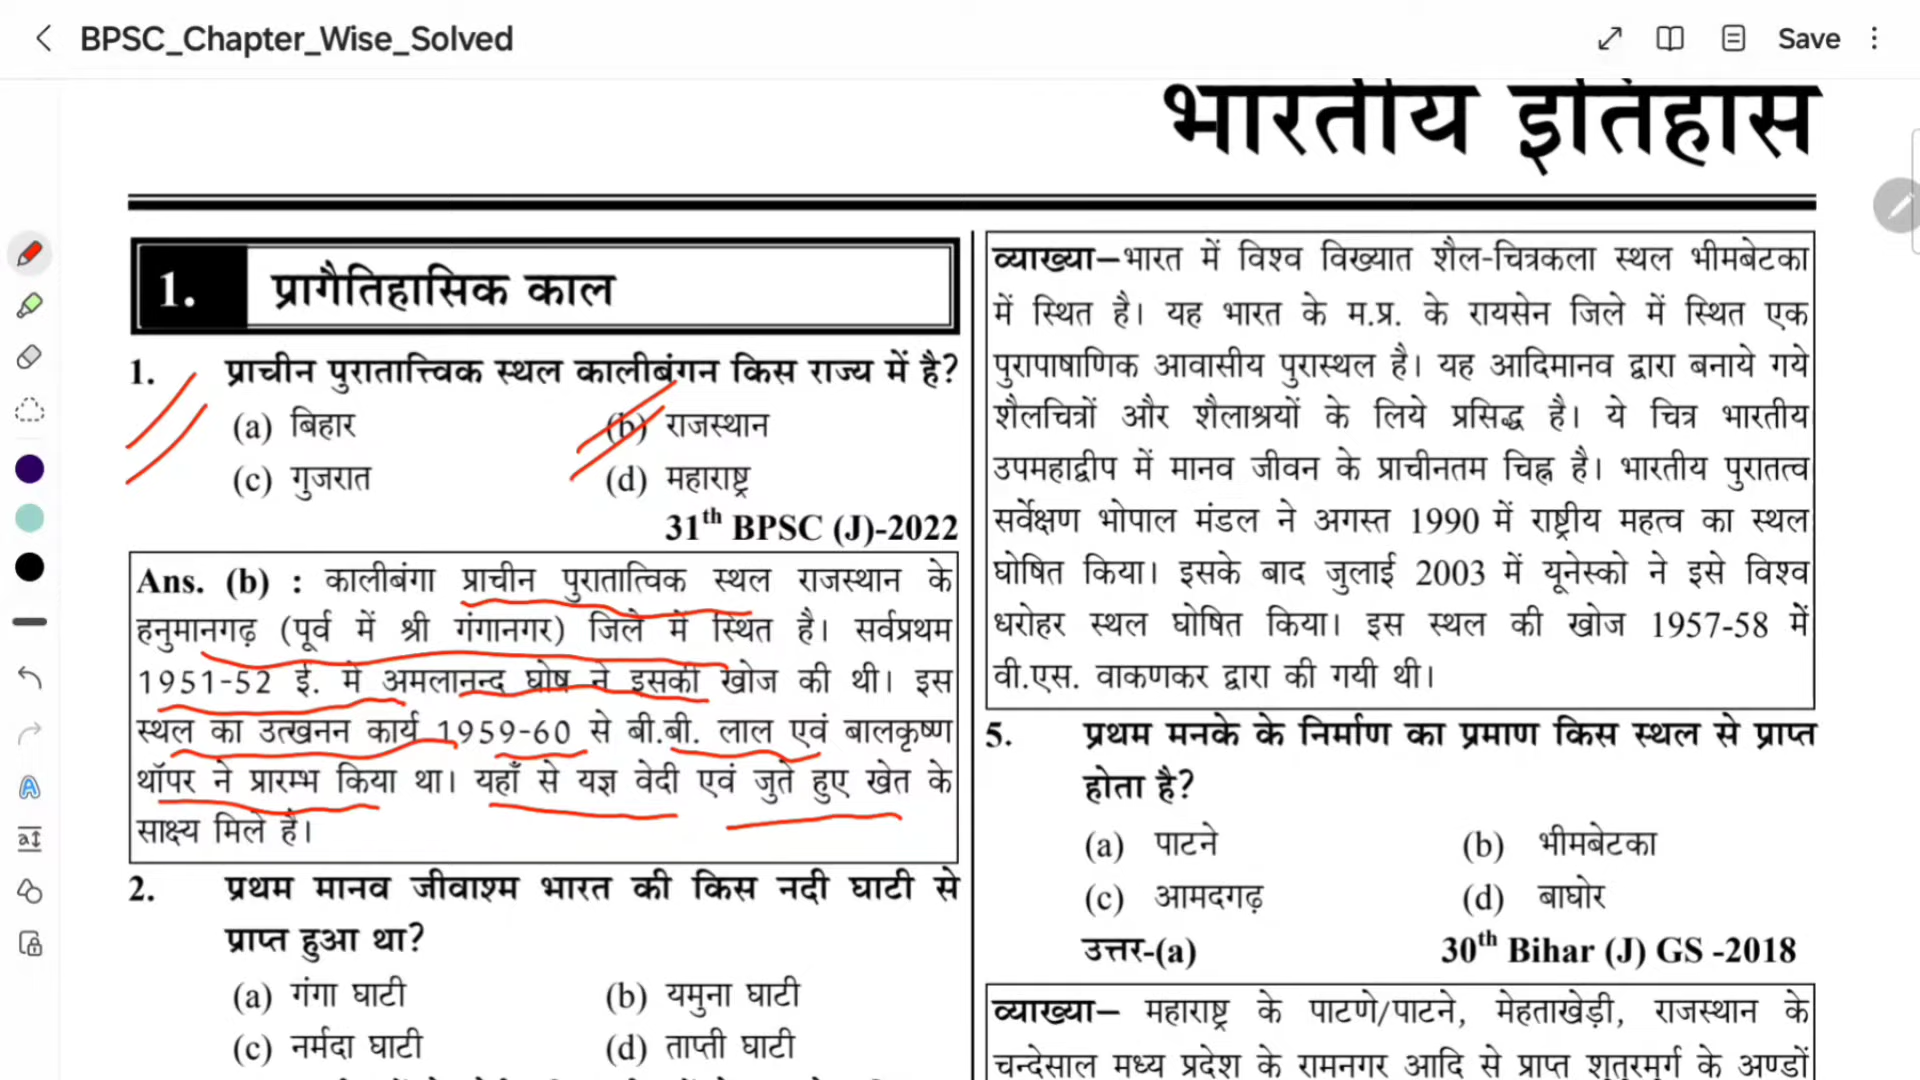 BPSC_Chapter_Wise_Solved
Save
भारतीय इतिहास
1. प्रागैतिहासिक काल
1. प्राचीन पुरातात्त्विक स्थल कालीबंगन किस राज्य में है?
(a) बिहार (b) राजस्थान
(c) गुजरात (d) महाराष्ट्र
31th BPSC (J)-2022
Ans. (b) : कालीबंगा प्राचीन पुरातात्विक स्थल राजस्थान के
हनुमानगढ़ (पूर्व में श्री गंगानगर) जिले में स्थित है। सर्वप्रथम
1951-52 ई. में अमलानन्द घोष ने इसकी खोज की थी। इस
स्थल का उत्खनन कार्य 1959-60 से बी.बी. लाल एवं बालकृष्ण
थॉपर ने प्रारम्भ किया था। यहाँ से यज्ञ वेदी एवं जुते हुए खेत के
साक्ष्य मिले है।
2. प्रथम मानव जीवाश्म भारत की किस नदी घाटी से
प्राप्त हुआ था?
(a) गंगा घाटी (b) यमुना घाटी
(c) नर्मदा घाटी (d) ताप्ती घाटी
व्याख्या–भारत में विश्व विख्यात शैल-चित्रकला स्थल भीमबेटका
में स्थित है। यह भारत के म.प्र. के रायसेन जिले में स्थित एक
पुरापाषाणिक आवासीय पुरास्थल है। यह आदिमानव द्वारा बनाये गये
शैलचित्रों और शैलाश्रयों के लिये प्रसिद्ध है। ये चित्र भारतीय
उपमहाद्वीप में मानव जीवन के प्राचीनतम चिह्न है। भारतीय पुरातत्व
सर्वेक्षण भोपाल मंडल ने अगस्त 1990 में राष्ट्रीय महत्व का स्थल
घोषित किया। इसके बाद जुलाई 2003 में यूनेस्को ने इसे विश्व
धरोहर स्थल घोषित किया। इस स्थल की खोज 1957-58 में
वी.एस. वाकणकर द्वारा की गयी थी।
5. प्रथम मनके के निर्माण का प्रमाण किस स्थल से प्राप्त
होता है?
(a) पाटने (b) भीमबेटका
(c) आमदगढ़ (d) बाघोर
उत्तर-(a) 30th Bihar (J) GS -2018
व्याख्या– महाराष्ट्र के पाटणे/पाटने, मेहताखेड़ी, राजस्थान के
चन्देसाल मध्य प्रदेश के रामनगर आदि से प्राप्त शुतुरमुर्ग के अण्डों